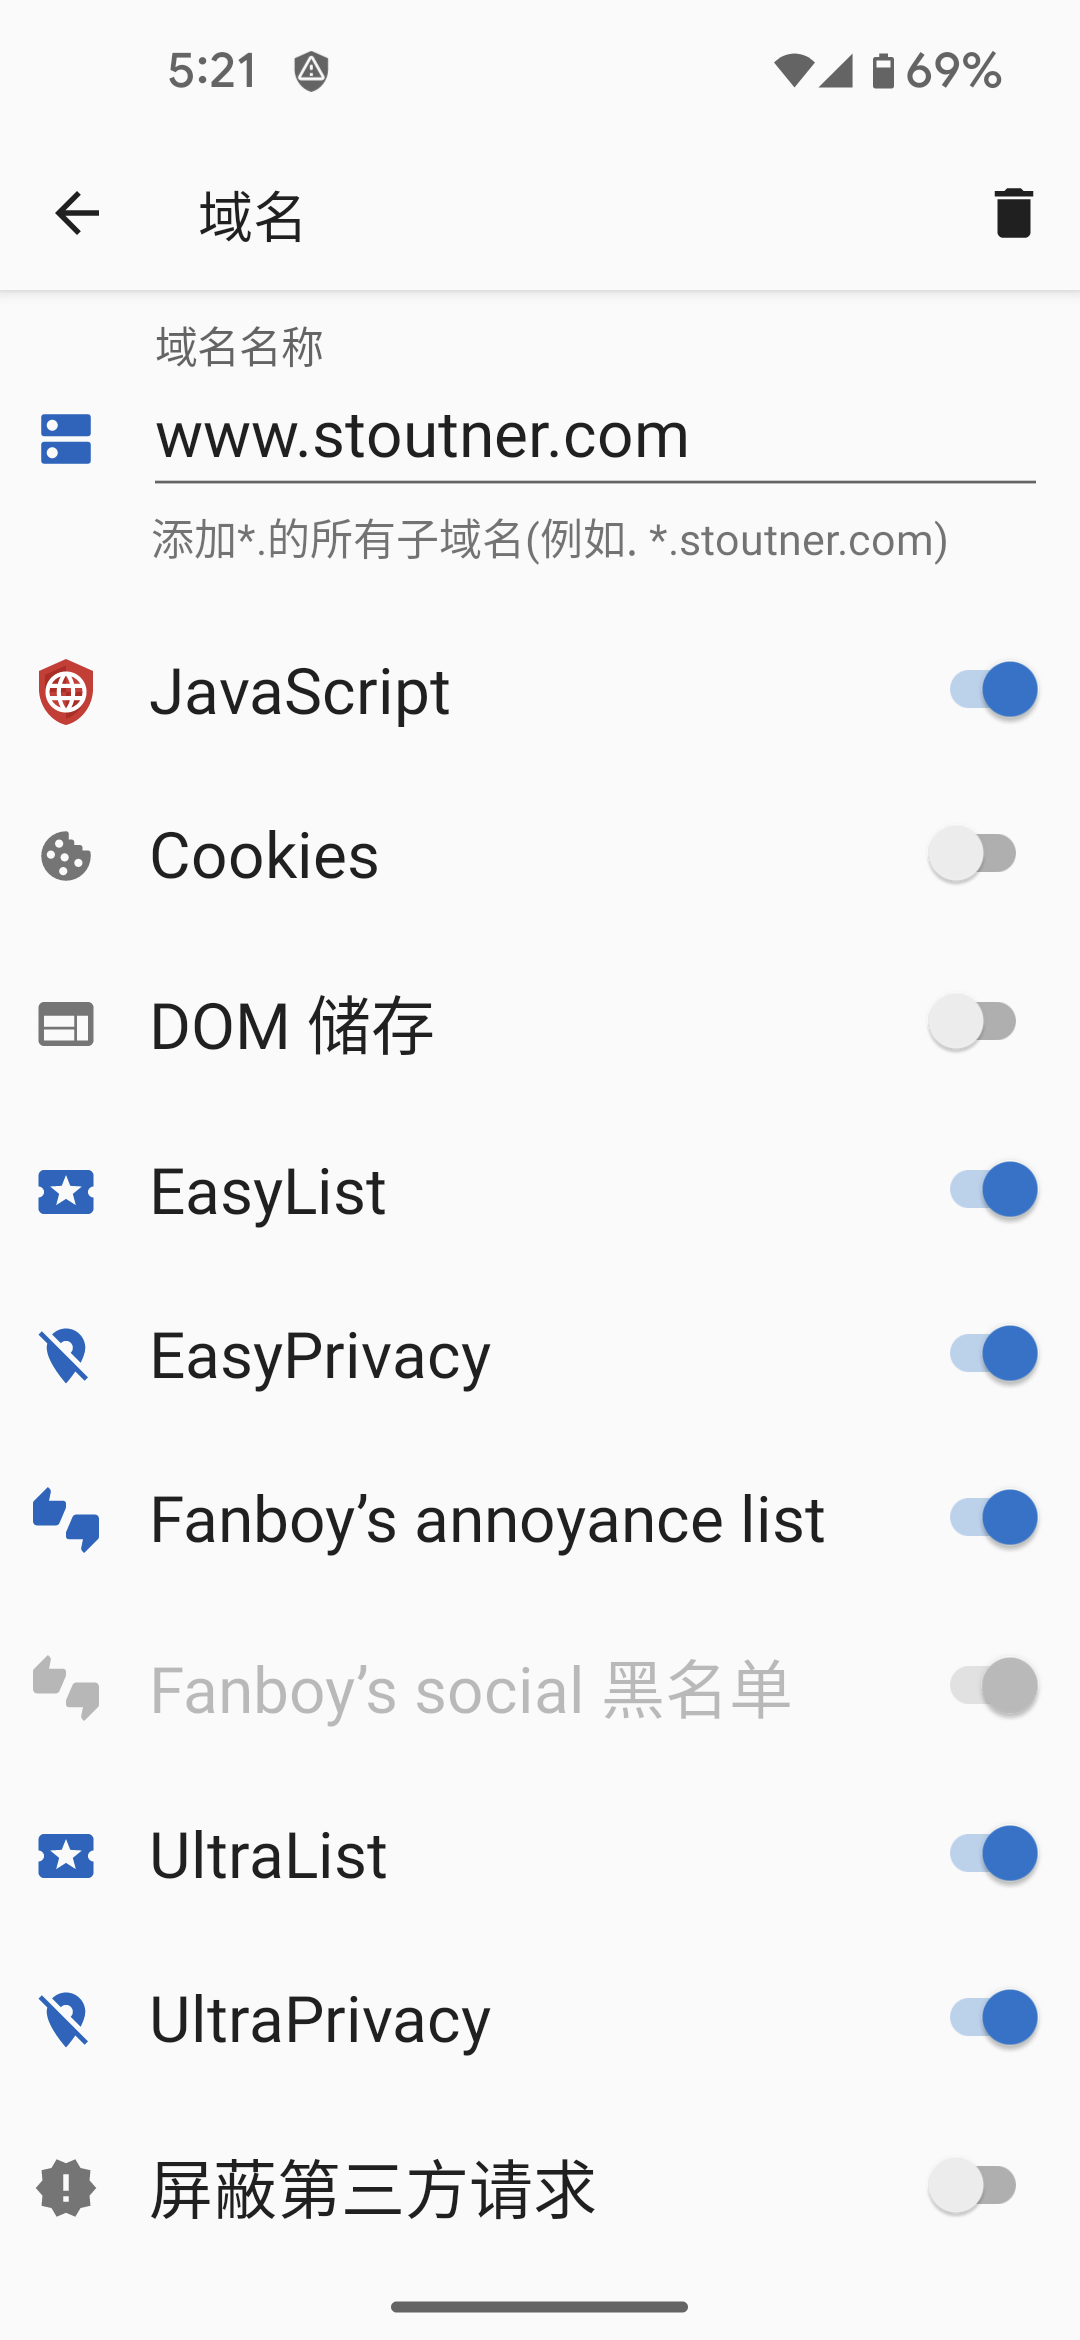 5:21
69%
域名
域名名称
www.stoutner.com
添加*.的所有子域名(例如. *.stoutner.com)
JavaScript
Cookies
DOM 储存
EasyList
EasyPrivacy
Fanboy’s annoyance list
Fanboy’s social 黑名单
UltraList
UltraPrivacy
屏蔽第三方请求